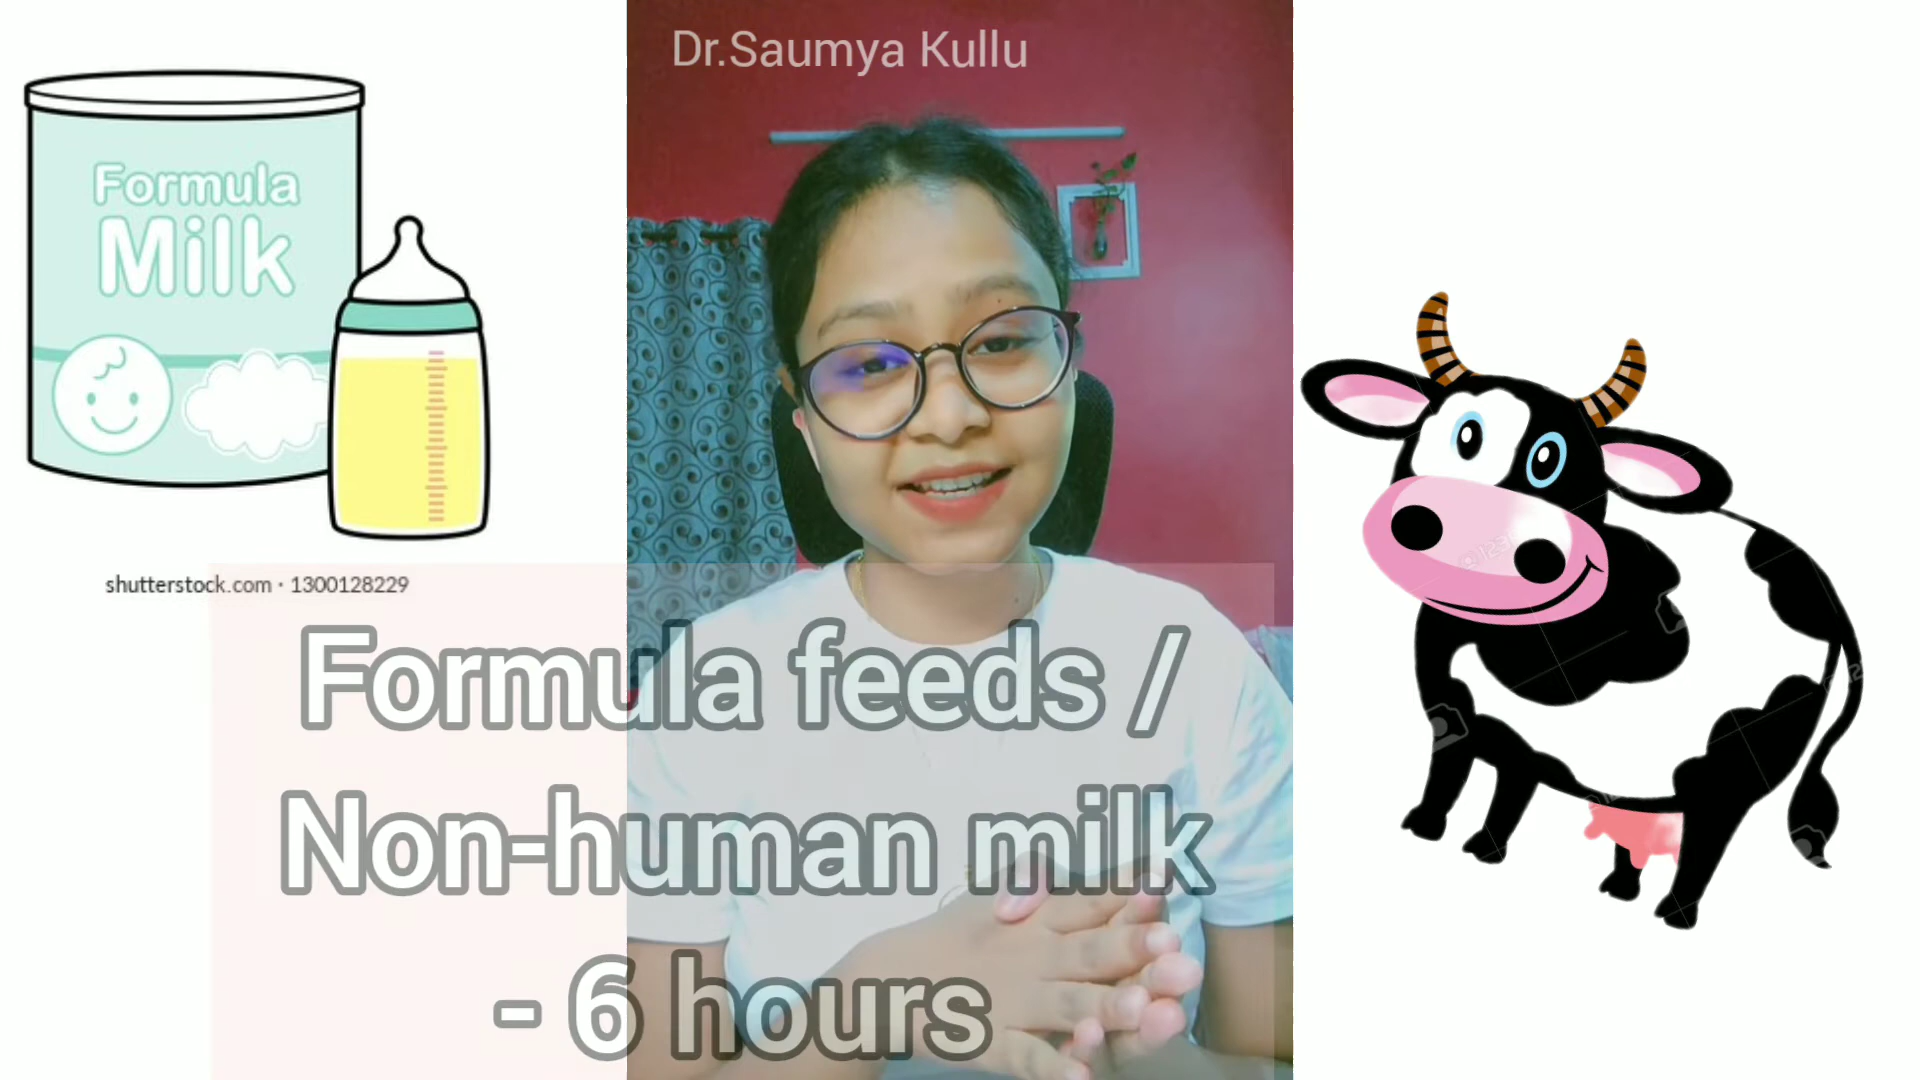 Dr.Saumya Kullu
Formula
Milk
shutterstock.com · 1300128229
Formula feeds /
Non-human milk
- 6 hours